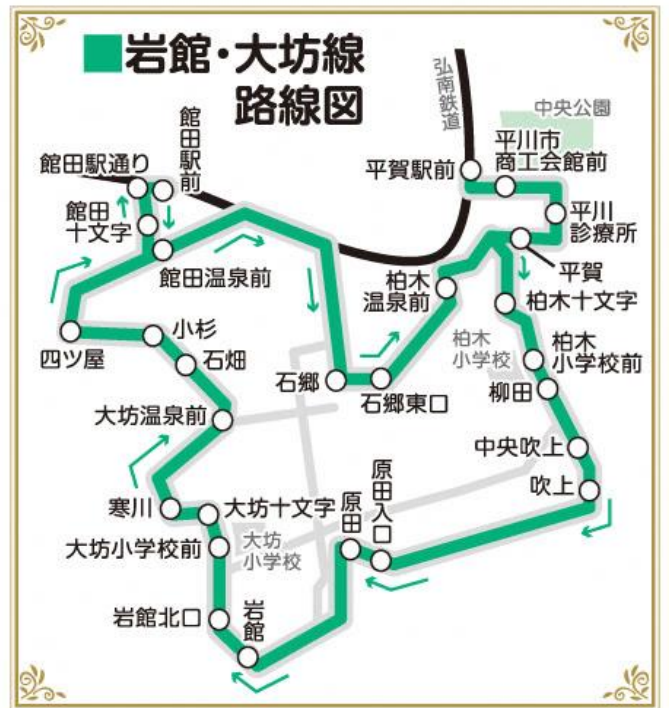 ■岩館・大坊線
路線図
弘南鉄道
中央公園
館田駅前
館田駅通り
館田
十文字
館田温泉前
平賀駅前
平川市
商工会館前
平川
診療所
平賀
柏木
温泉前
柏木十文字
柏木
小学校
柏木
小学校前
柳田
中央吹上
吹上
四ツ屋
小杉
石畑
石郷
石郷東口
大坊温泉前
原田入口
原田
寒川
大坊十文字
大坊小学校前
大坊
小学校
岩館北口
岩館